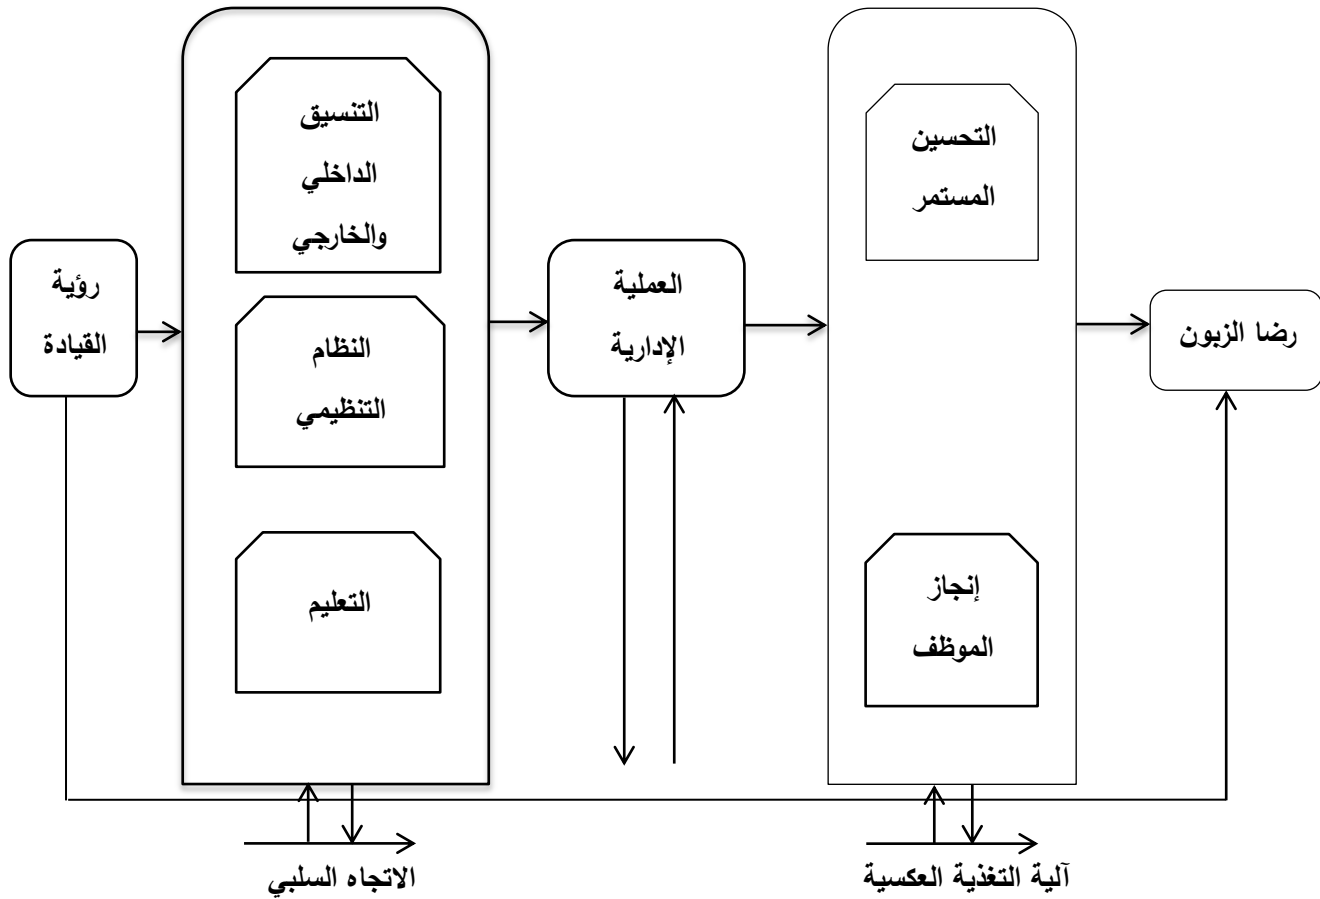 رؤية
القيادة
التنسيق
الداخلي
والخارجي
النظام
التنظيمي
التعليم
العملية
الإدارية
التحسين
المستمر
إنجاز
الموظف
رضا الزبون
الاتجاه السلبي
آلية التغذية العكسية